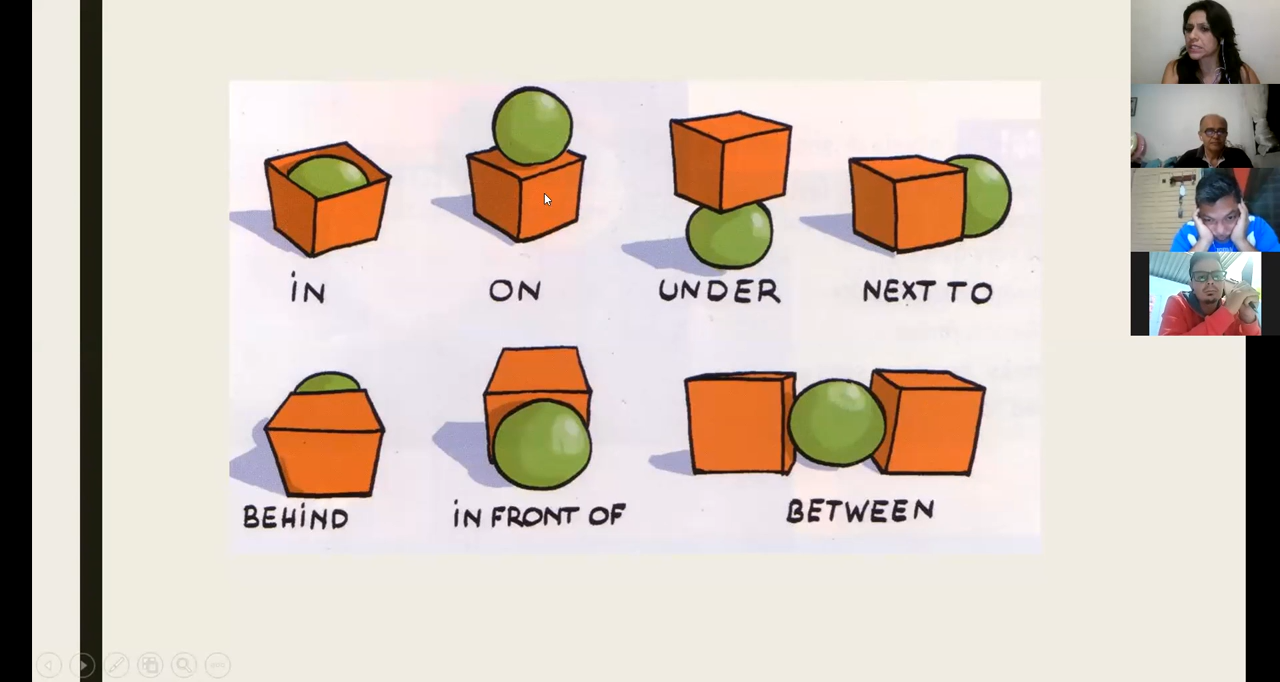 iN
ON
UNDER
NEXT TO
BEHiND
iN FRONT OF
BETWEEN